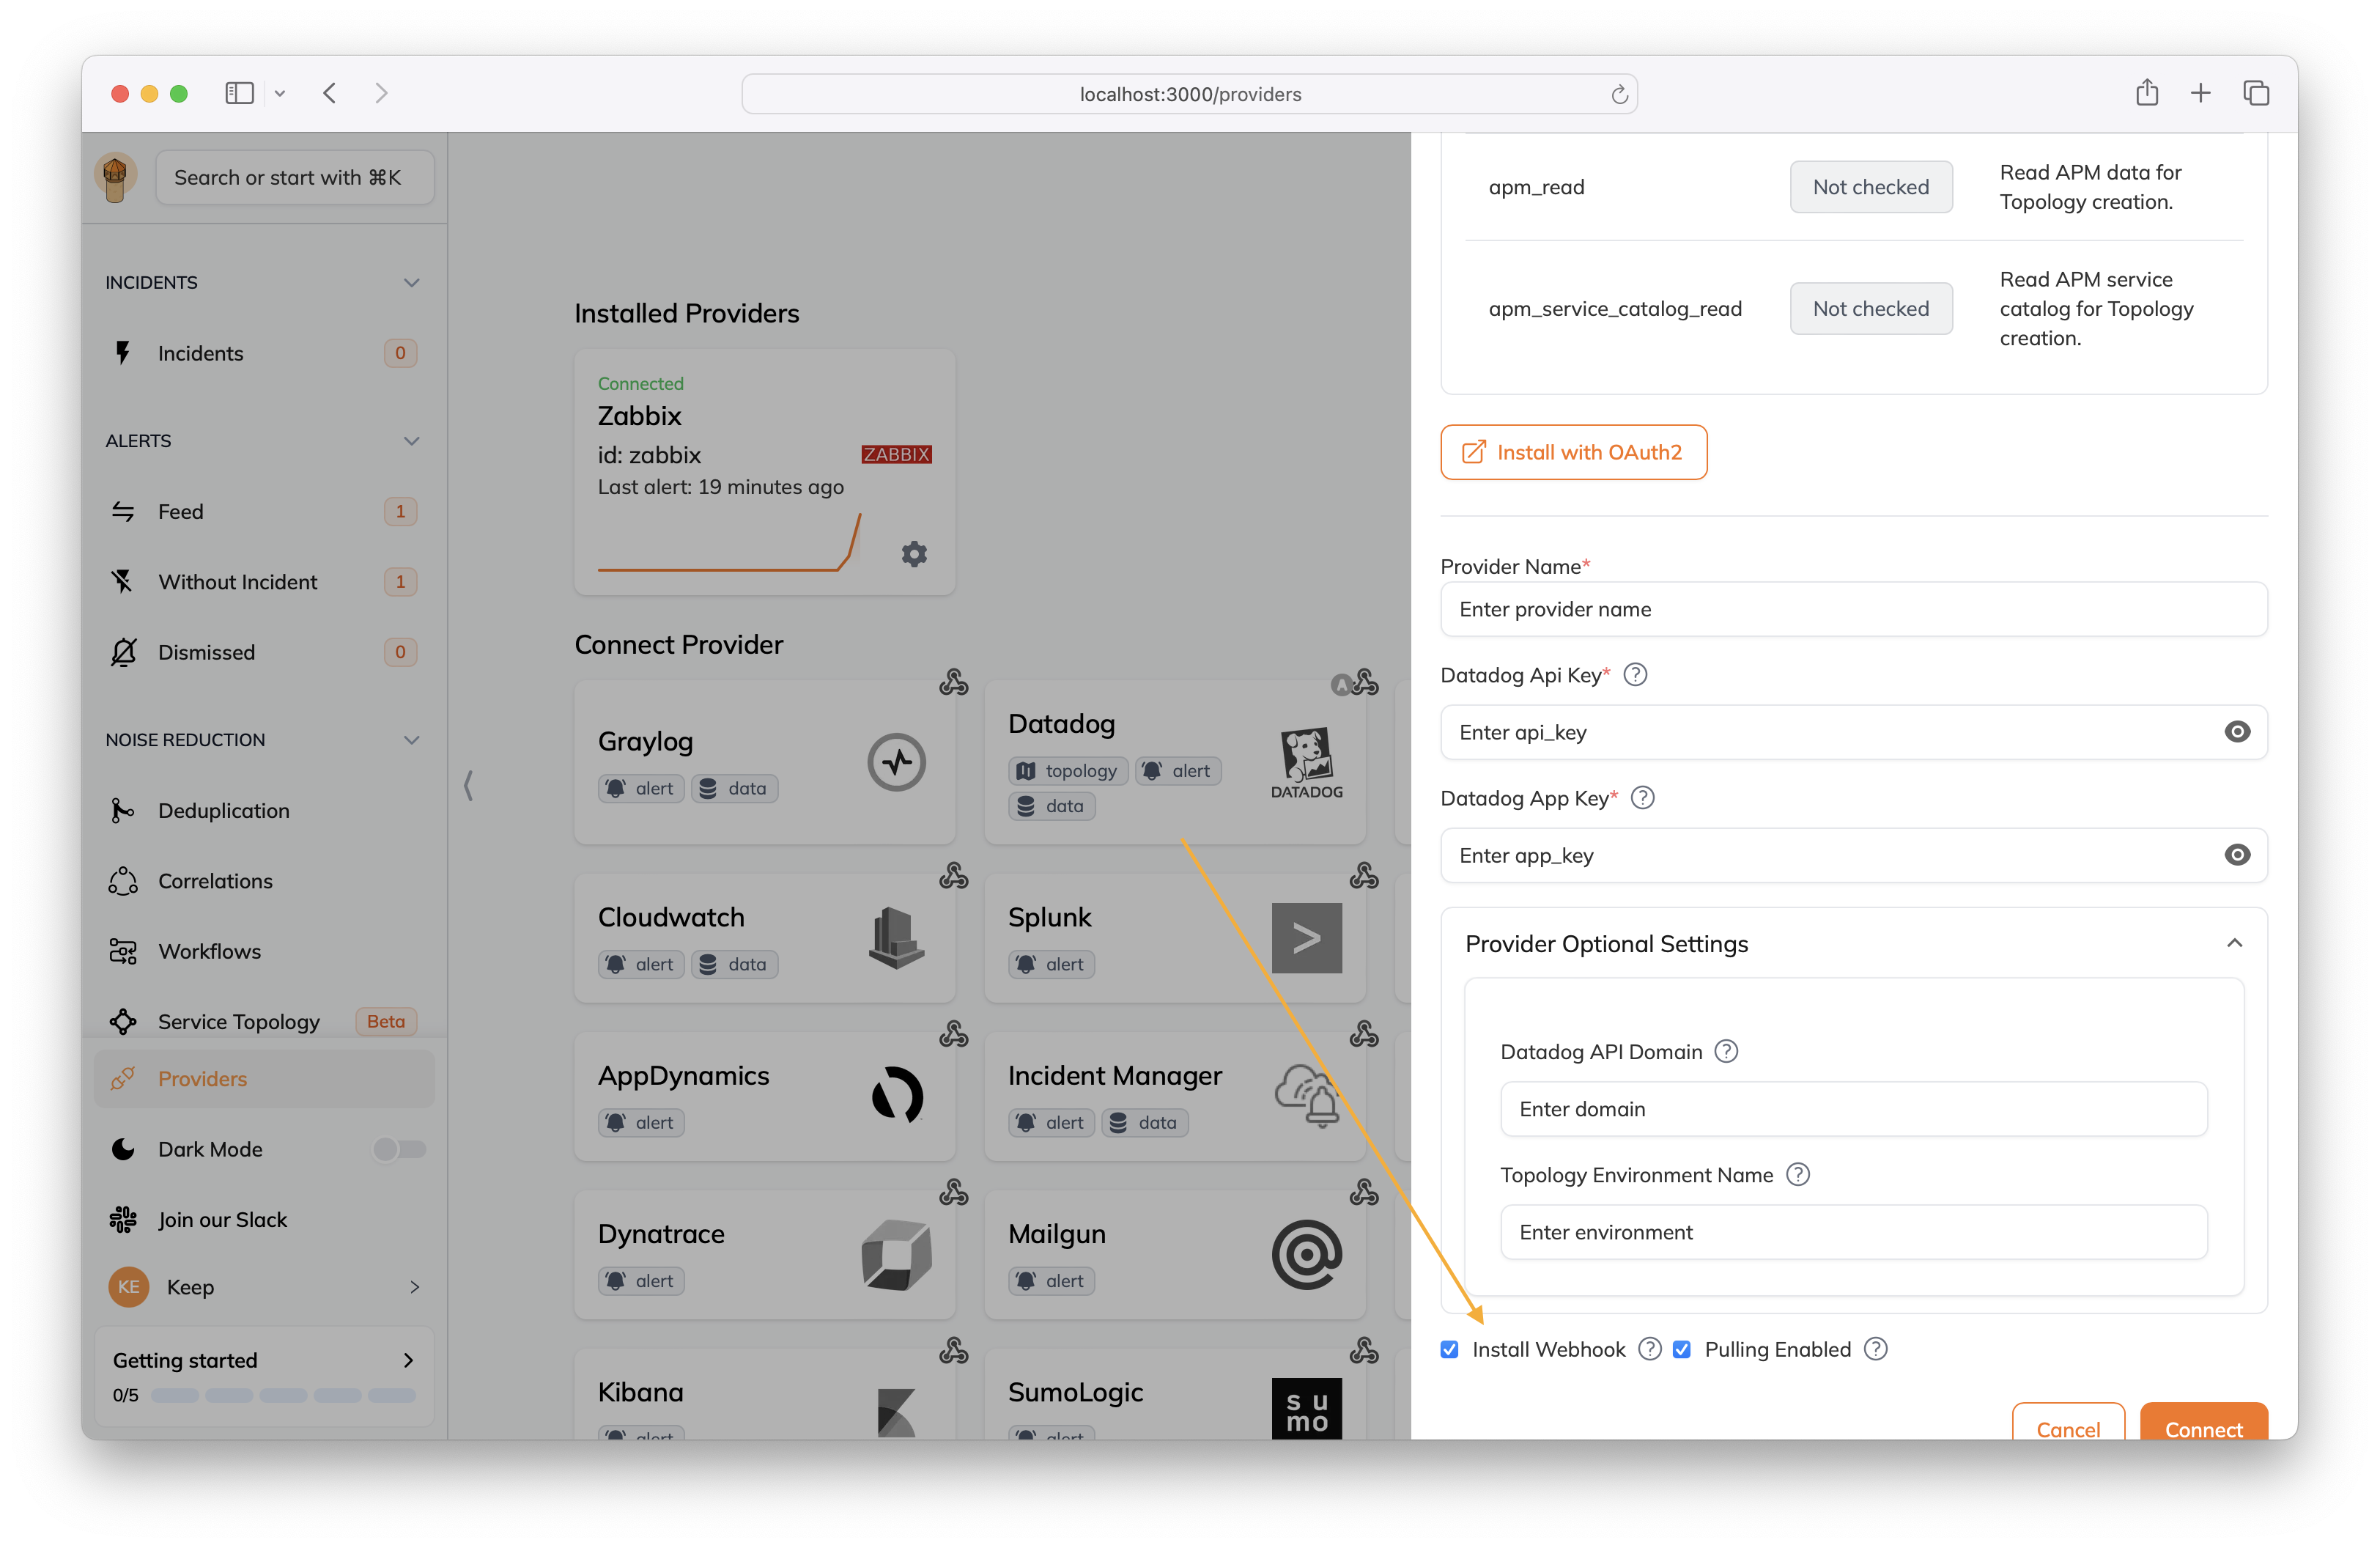 localhost:3000/providers
Search or start with ⌘K
INCIDENTS
Incidents
0
ALERTS
Feed
1
Without Incident
1
Dismissed
0
NOISE REDUCTION
Deduplication
Correlations
Workflows
Service Topology
Beta
Providers
Dark Mode
Join our Slack
KE
Keep
Getting started
0/5
Installed Providers
Connected
Zabbix
id: zabbix
ZABBIX
Last alert: 19 minutes ago
Connect Provider
Graylog
alert data
A
Datadog
topology alert
data
DATADOG
Cloudwatch
alert data
Splunk
alert
>
AppDynamics
alert
Incident Manager
alert data
Dynatrace
alert
Mailgun
alert
Kibana
alert
SumoLogic
alert
su
mo
apm_read
Not checked
Read APM data for
Topology creation.
apm_service_catalog_read
Not checked
Read APM service
catalog for Topology
creation.
Install with OAuth2
Provider Name*
Enter provider name
Datadog Api Key* ?
Enter api_key
Datadog App Key* ?
Enter app_key
Provider Optional Settings
Datadog API Domain ?
Enter domain
Topology Environment Name ?
Enter environment
Install Webhook ? Pulling Enabled ?
Cancel
Connect